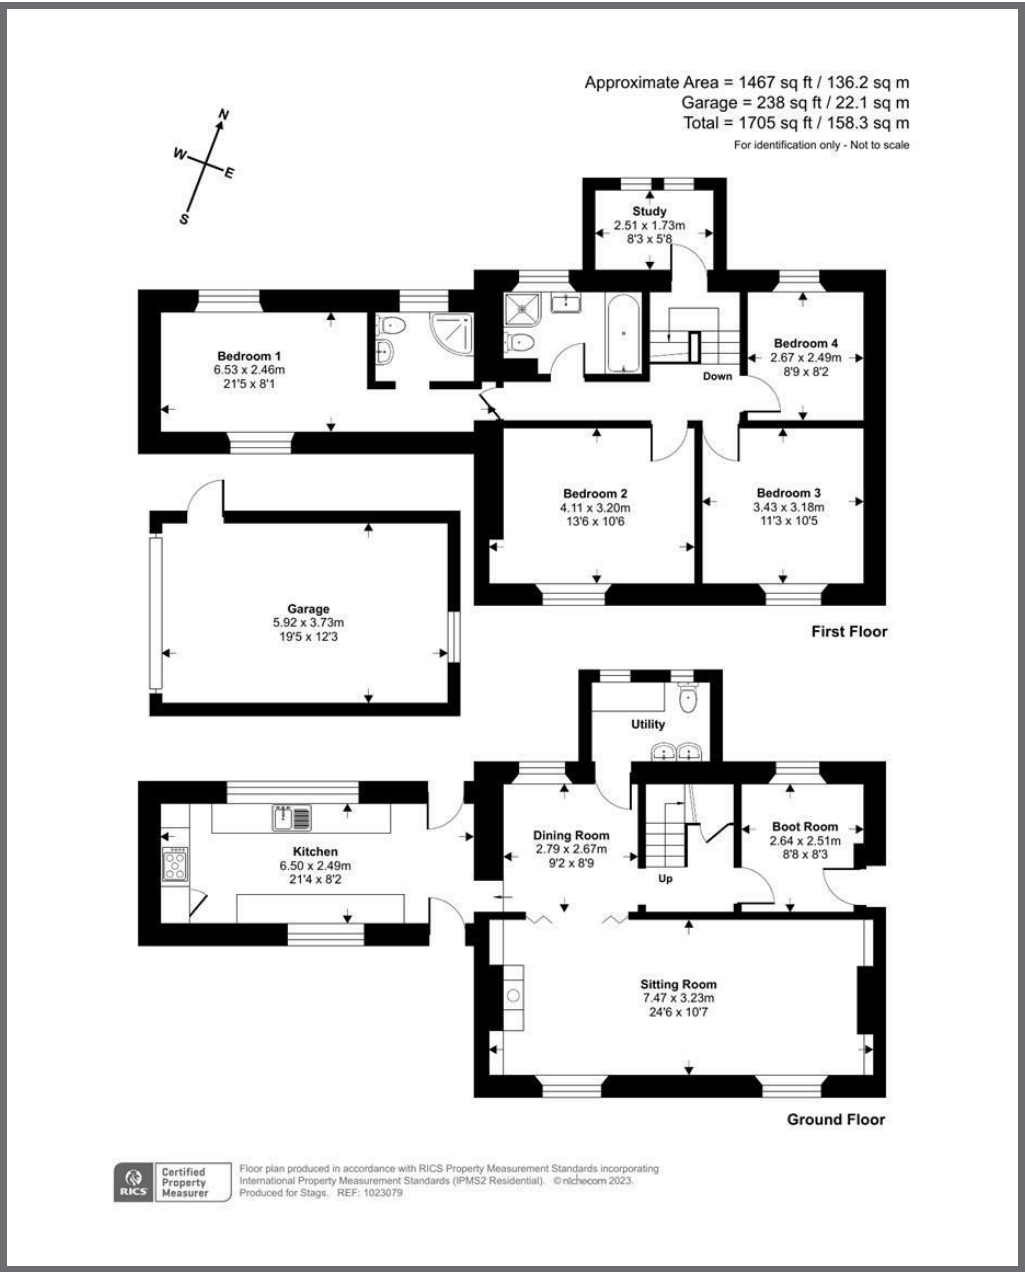 Approximate Area = 1467 sq ft / 136.2 sq m
Garage = 238 sq ft / 22.1 sq m
Total = 1705 sq ft / 158.3 sq m
For identification only - Not to scale
N
W
E
S
Study
2.51 x 1.73m
8'3 x 5'8
Bedroom 1
6.53 x 2.46m
21'5 x 8'1
Bedroom 4
2.67 x 2.49m
8'9 x 8'2
Down
Bedroom 2
4.11 x 3.20m
13'6 x 10'6
Bedroom 3
3.43 x 3.18m
11'3 x 10'5
First Floor
Garage
5.92 x 3.73m
19'5 x 12'3
Utility
Kitchen
6.50 x 2.49m
21'4 x 8'2
Dining Room
2.79 x 2.67m
9'2 x 8'9
Boot Room
2.64 x 2.51m
8'8 x 8'3
Up
Sitting Room
7.47 x 3.23m
24'6 x 10'7
Ground Floor
RICS
Certified
Property
Measurer
Floor plan produced in accordance with RICS Property Measurement Standards incorporating
International Property Measurement Standards (IPMS2 Residential). © nichecom 2023.
Produced for Stags. REF: 1023079